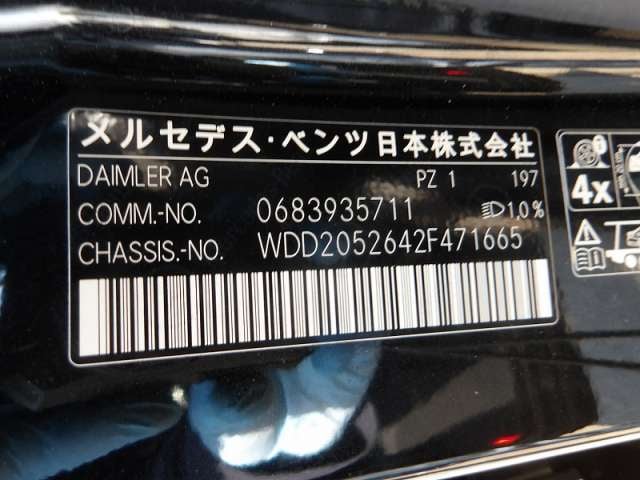 メルセデス・ベンツ日本株式会社
DAIMLER AG PZ 1 197
COMM.-NO. 0683935711 1,0%
CHASSIS.-NO. WDD2052642F471665
4x